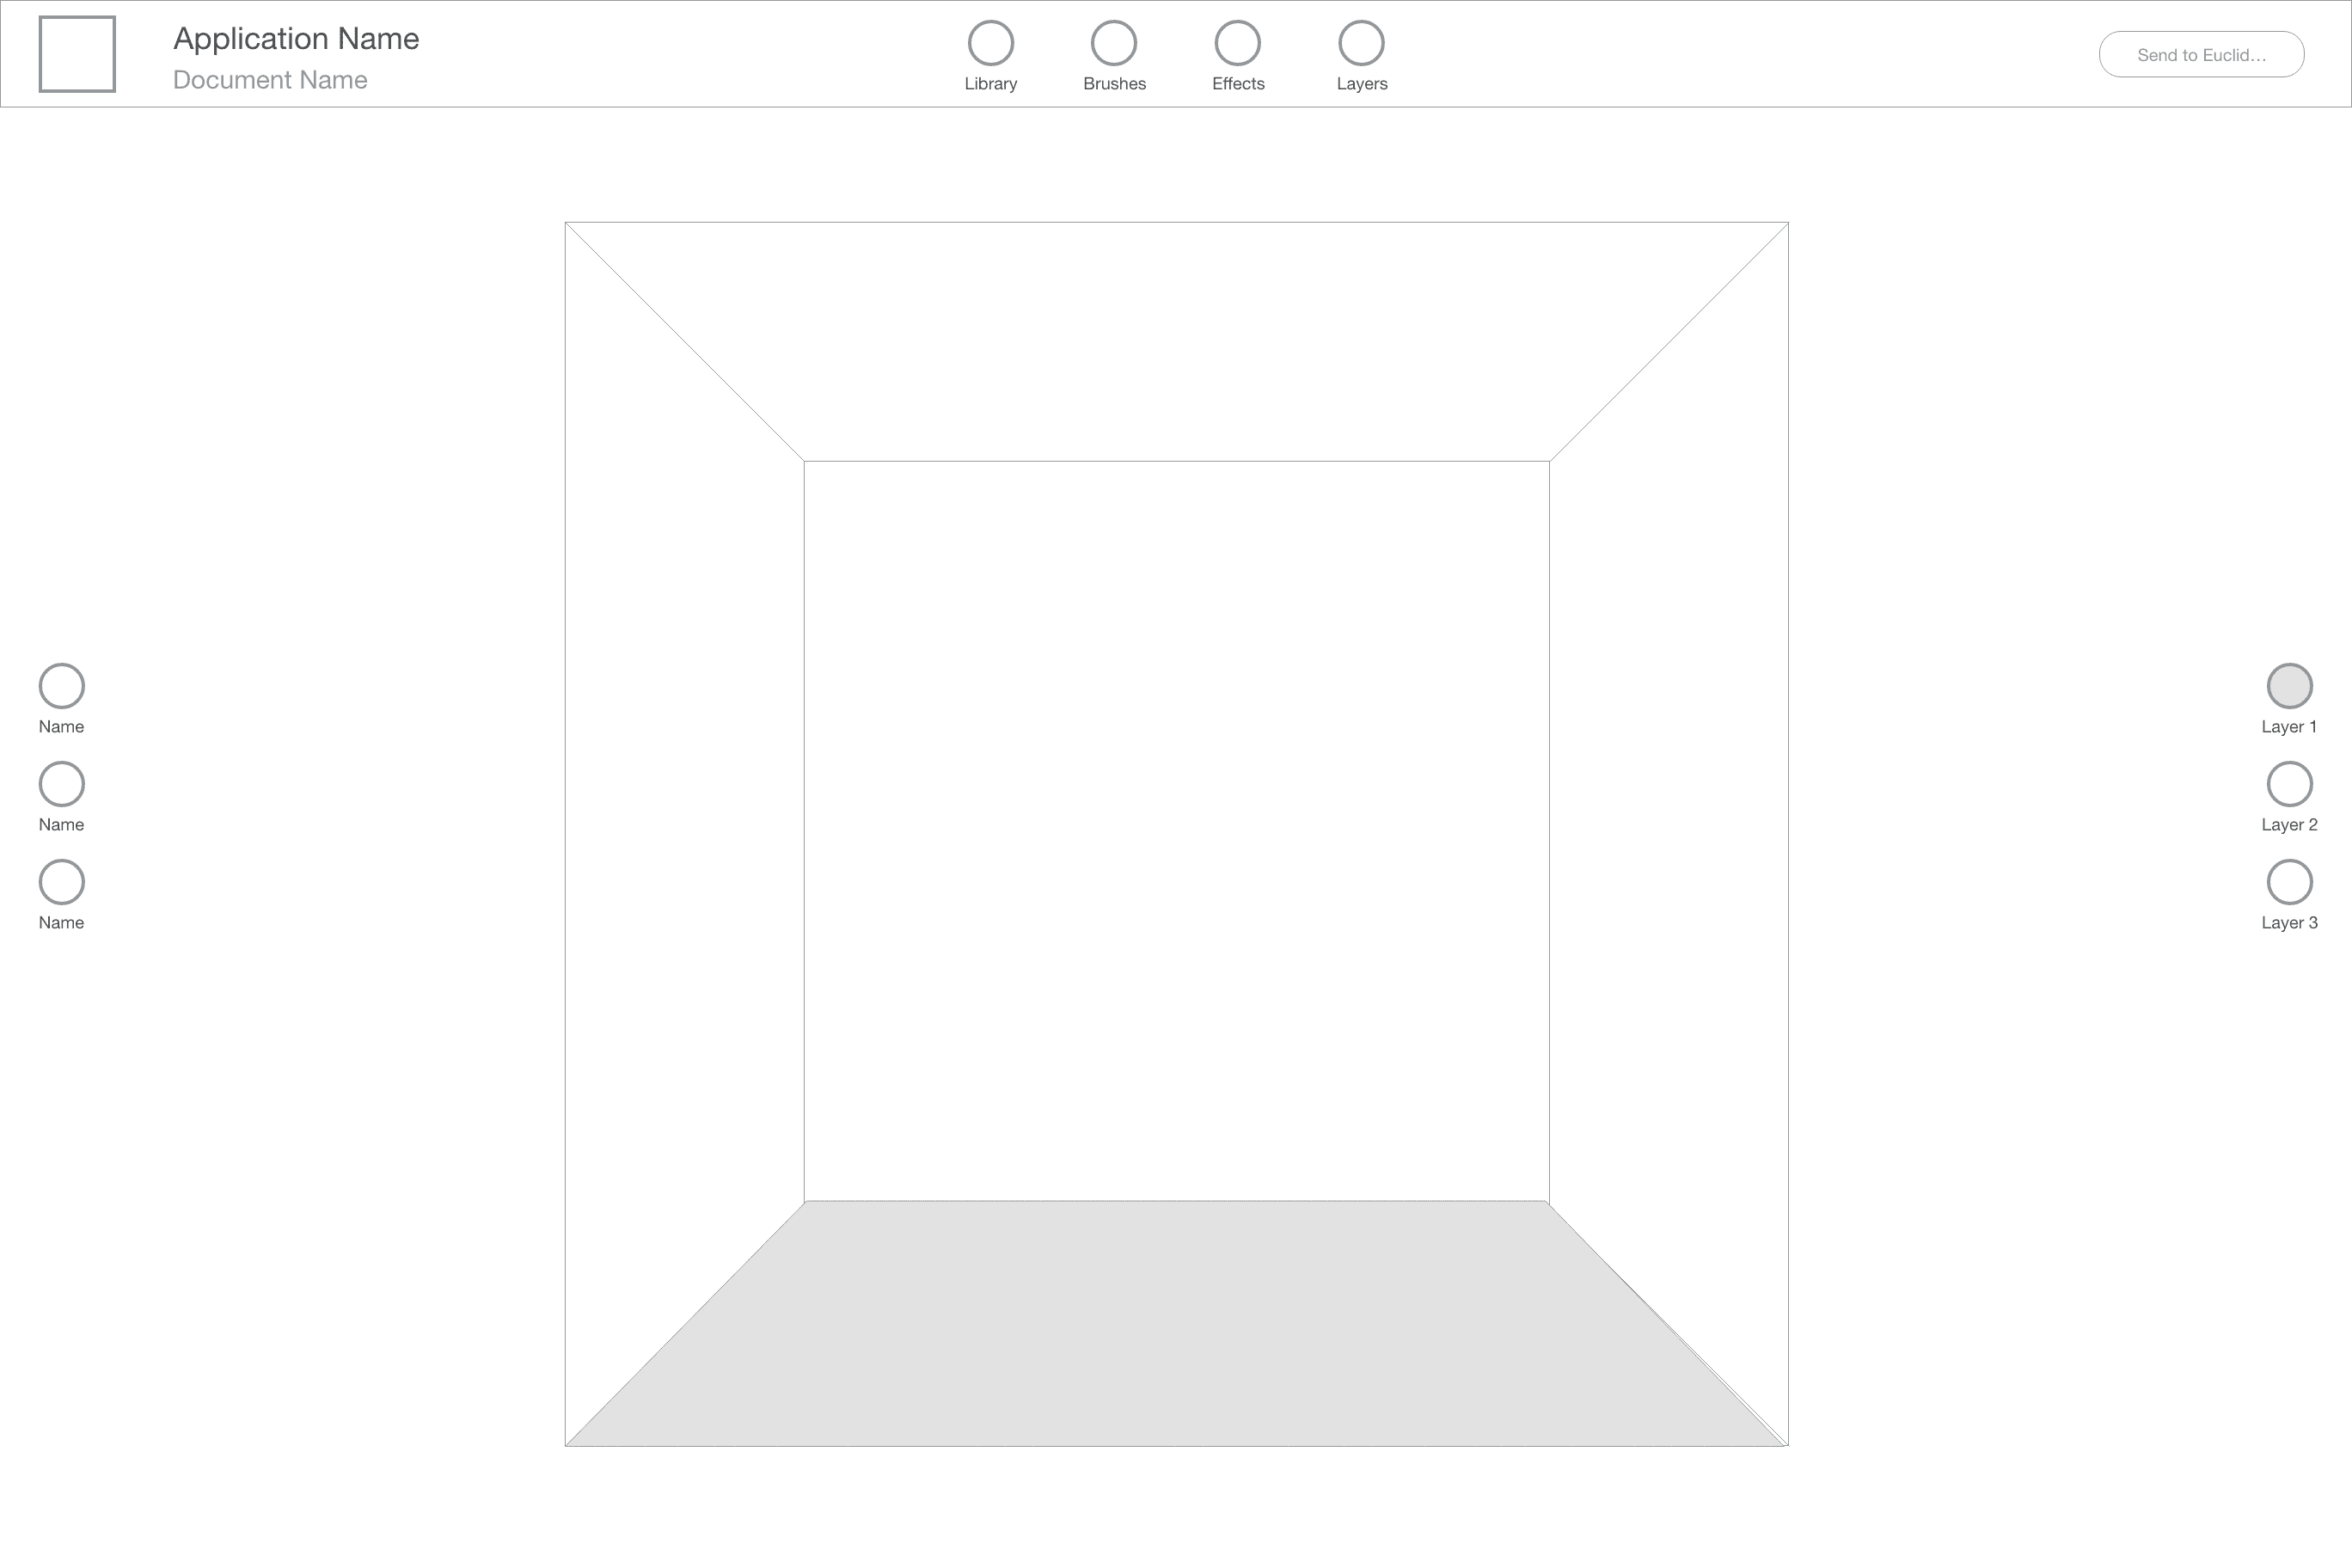 Application Name
Document Name
Library
Brushes
Effects
Layers
Send to Euclid…
Name
Name
Name
Layer 1
Layer 2
Layer 3